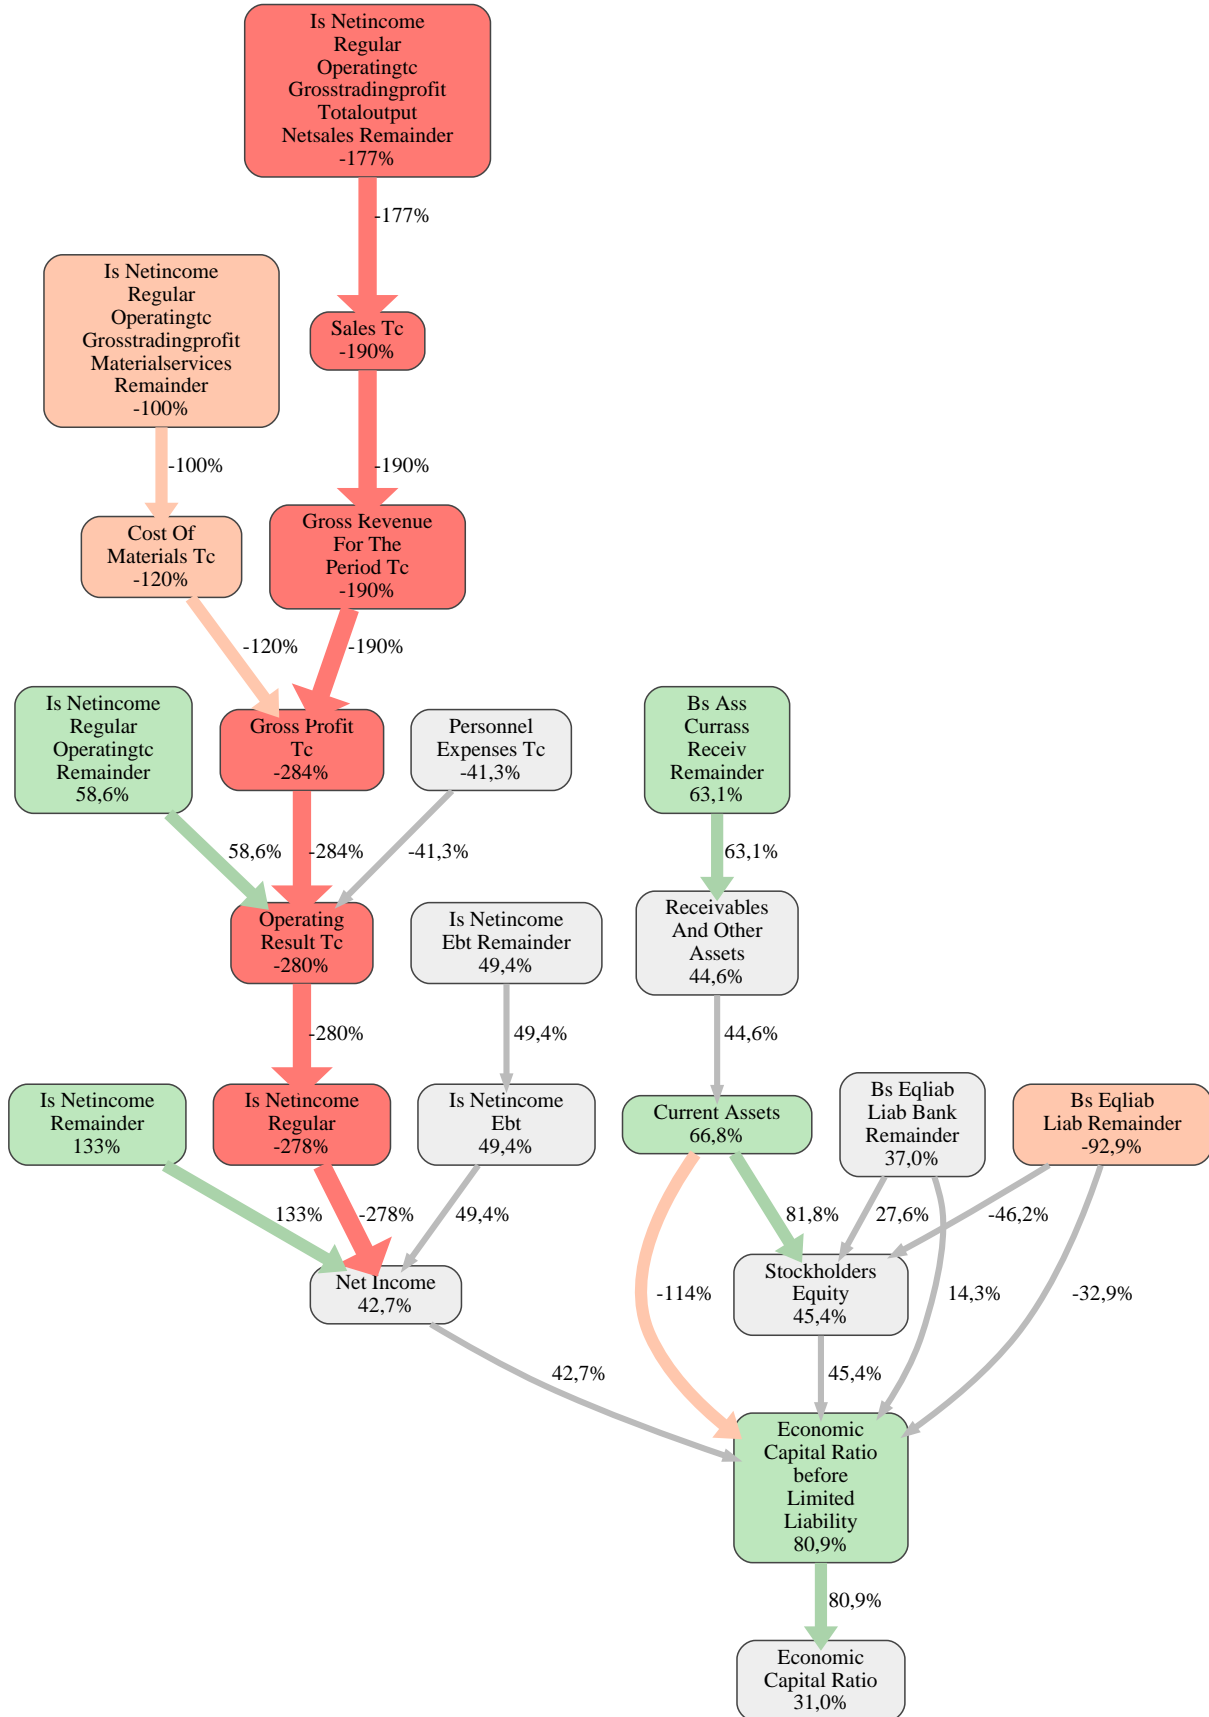 Is Netincome
Regular
Operatingtc
Grosstradingprofit
Totaloutput
Netsales Remainder
-177%
-177%
Is Netincome
Regular
Operatingtc
Grosstradingprofit
Materialservices
Remainder
-100%
Sales Tc
-190%
-100%
-190%
Cost Of
Materials Tc
-120%
Gross Revenue
For The
Period Tc
-190%
-120%
-190%
Is Netincome
Regular
Operatingtc
Remainder
58,6%
Gross Profit
Tc
-284%
Personnel
Expenses Tc
-41,3%
Bs Ass
Currass
Receiv
Remainder
63,1%
58,6%
-284%
-41,3%
63,1%
Operating
Result Tc
-280%
Is Netincome
Ebt Remainder
49,4%
Receivables
And Other
Assets
44,6%
-280%
49,4%
44,6%
Is Netincome
Remainder
133%
Is Netincome
Regular
-278%
Is Netincome
Ebt
49,4%
Current Assets
66,8%
Bs Eqliab
Liab Bank
Remainder
37,0%
Bs Eqliab
Liab Remainder
-92,9%
133%
-278%
49,4%
81,8%
27,6%
-46,2%
Net Income
42,7%
-114%
Stockholders
Equity
45,4%
14,3%
-32,9%
42,7%
45,4%
Economic
Capital Ratio
before
Limited
Liability
80,9%
80,9%
Economic
Capital Ratio
31,0%